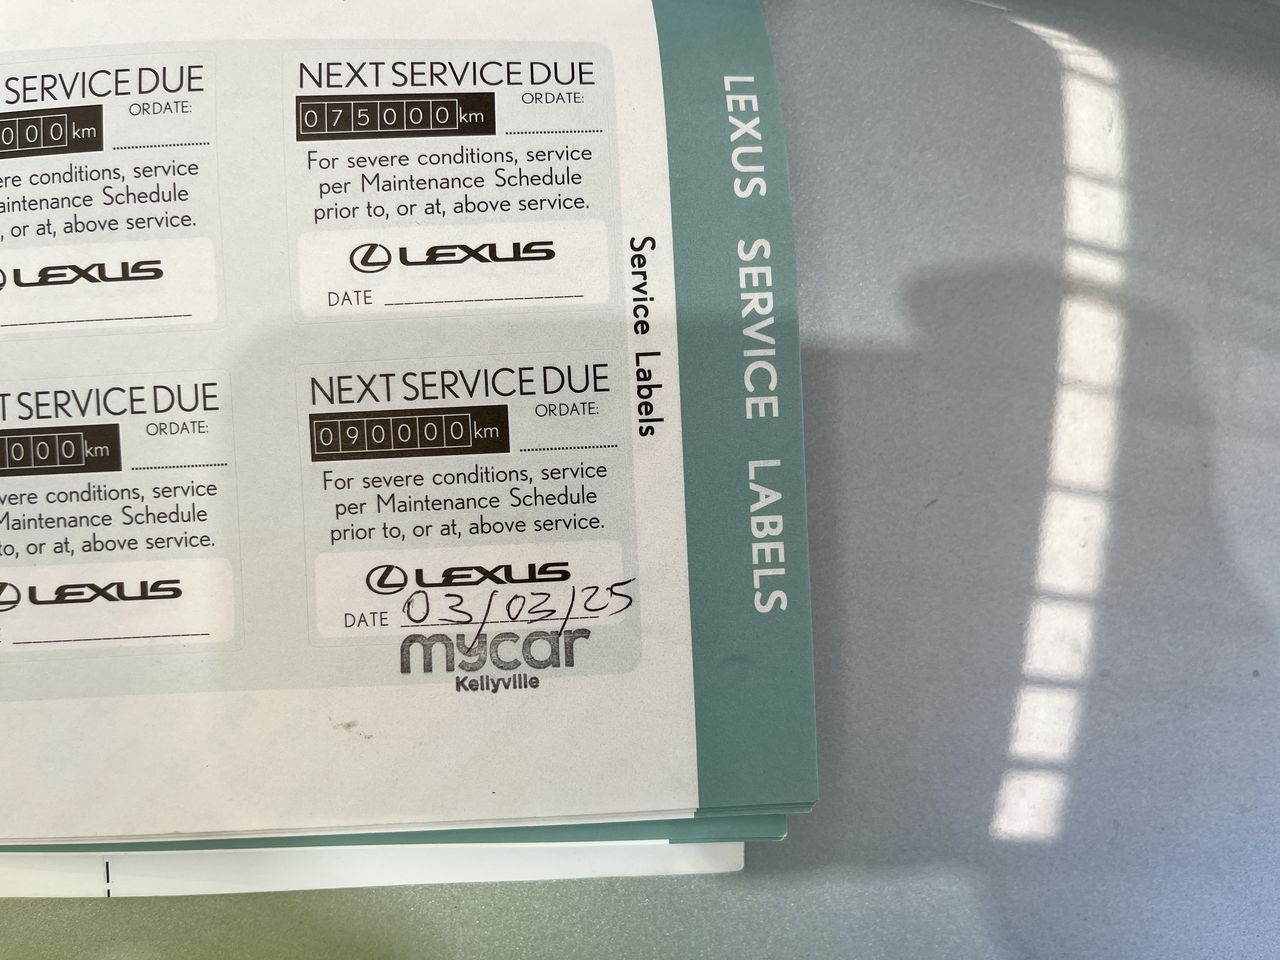 SERVICE DUE
ORDATE:
000 km
ere conditions, service
aintenance Schedule
, or at, above service.
LEXUS
NEXT SERVICE DUE
ORDATE:
075000 km
For severe conditions, service
per Maintenance Schedule
prior to, or at, above service.
LEXUS
DATE
T SERVICE DUE
ORDATE:
000 km
vere conditions, service
Maintenance Schedule
to, or at, above service.
LEXUS
NEXT SERVICE DUE
ORDATE:
090000 km
For severe conditions, service
per Maintenance Schedule
prior to, or at, above service.
LEXUS
DATE 03/03/25
mycar
Kellyville
Service Labels
LEXUS SERVICE LABELS